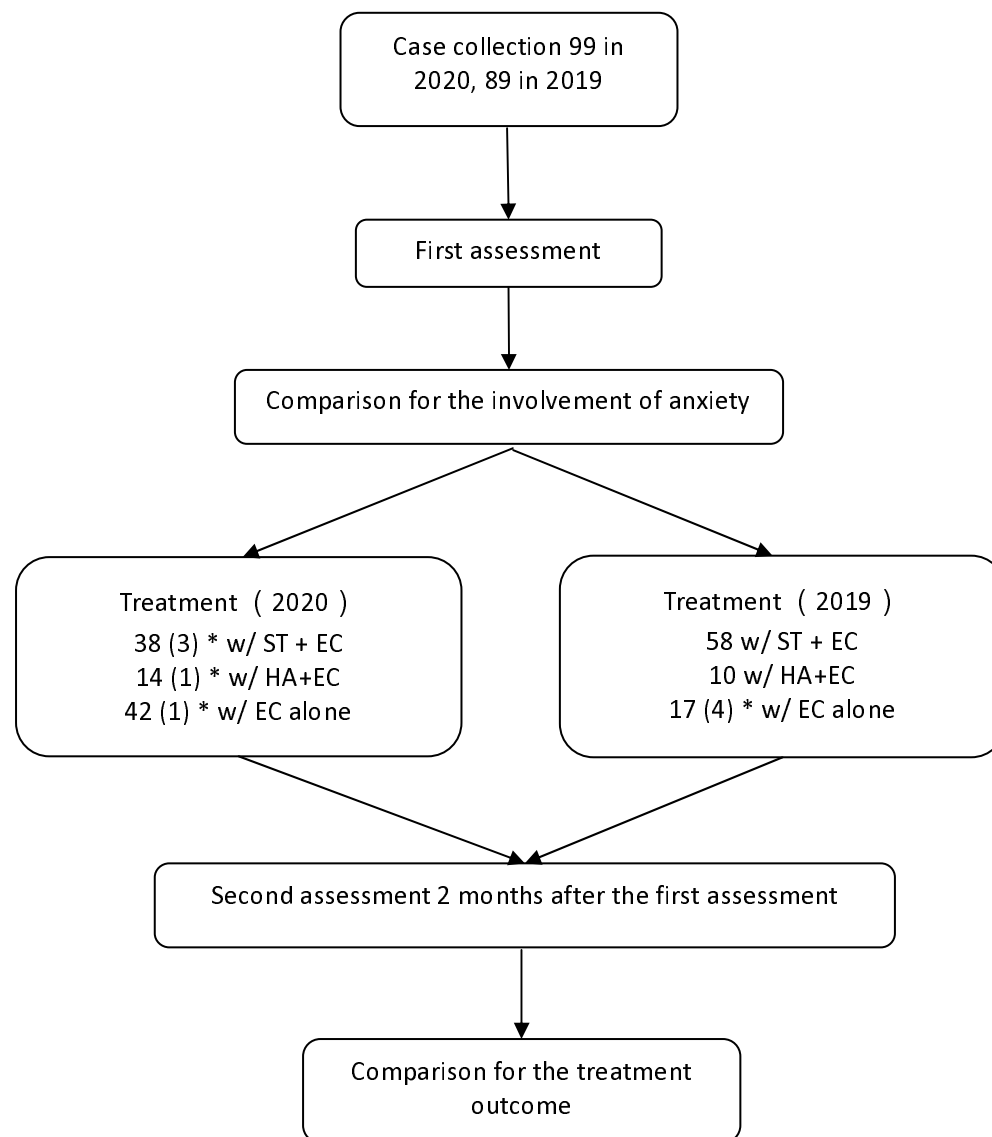 Case collection 99 in
2020, 89 in 2019
First assessment
Comparison for the involvement of anxiety
Treatment ( 2020 )
38 (3) * w/ ST + EC
14 (1) * w/ HA+EC
42 (1) * w/ EC alone
Treatment ( 2019 )
58 w/ ST + EC
10 w/ HA+EC
17 (4) * w/ EC alone
Second assessment 2 months after the first assessment
Comparison for the treatment
outcome